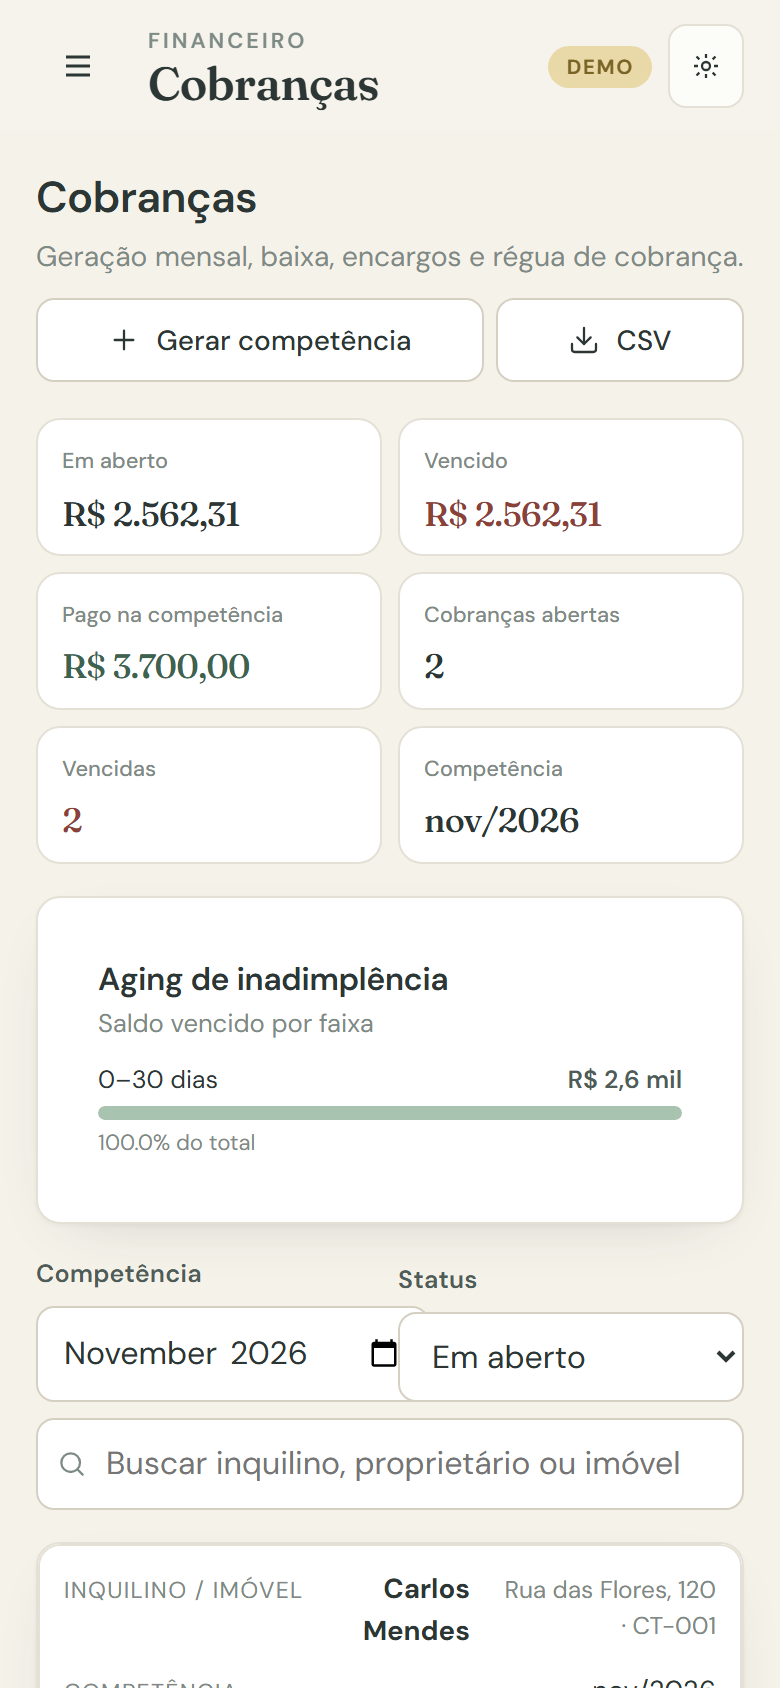 FINANCEIRO
Cobranças
DEMO
Cobranças
Geração mensal, baixa, encargos e régua de cobrança.
Gerar competência
CSV
Em aberto
R$ 2.562,31
Vencido
R$ 2.562,31
Pago na competência
R$ 3.700,00
Cobranças abertas
2
Vencidas
2
Competência
nov/2026
Aging de inadimplência
Saldo vencido por faixa
0–30 dias
R$ 2,6 mil
100.0% do total
Competência
Status
November 2026
Em aberto
Buscar inquilino, proprietário ou imóvel
INQUILINO / IMÓVEL
Carlos
Mendes
Rua das Flores, 120
· CT-001
COMPETÊNCIA
nov/2026